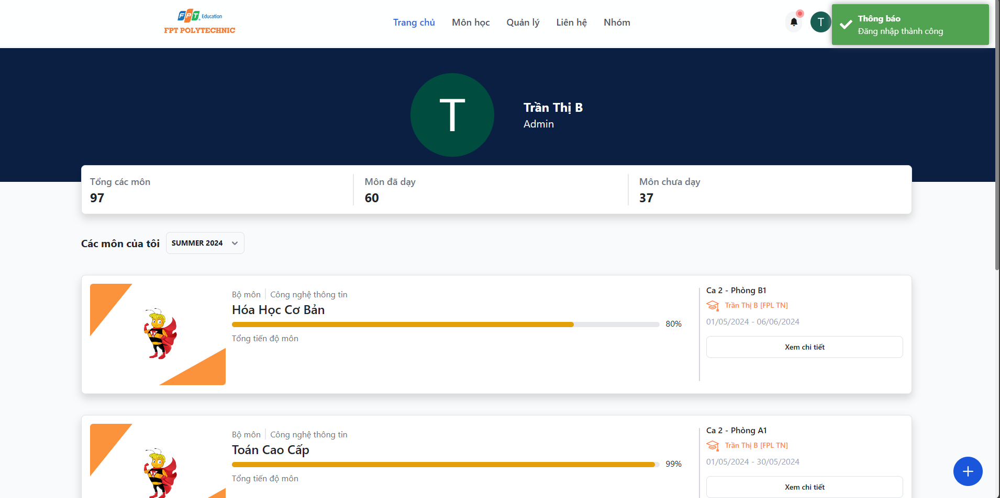 FPT Education
FPT POLYTECHNIC
Trang chủ
Môn học
Quản lý
Liên hệ
Nhóm
T
Thông báo
Đăng nhập thành công
T
Trần Thị B
Admin
Tổng các môn
97
Môn đã dạy
60
Môn chưa dạy
37
Các môn của tôi
SUMMER 2024
Bộ môn
Công nghệ thông tin
Hóa Học Cơ Bản
80%
Tổng tiến độ môn
Ca 2 - Phòng B1
Trần Thị B [FPL TN]
01/05/2024 - 06/06/2024
Xem chi tiết
Bộ môn
Công nghệ thông tin
Toán Cao Cấp
99%
Tổng tiến độ môn
Ca 2 - Phòng A1
Trần Thị B [FPL TN]
01/05/2024 - 30/05/2024
Xem chi tiết